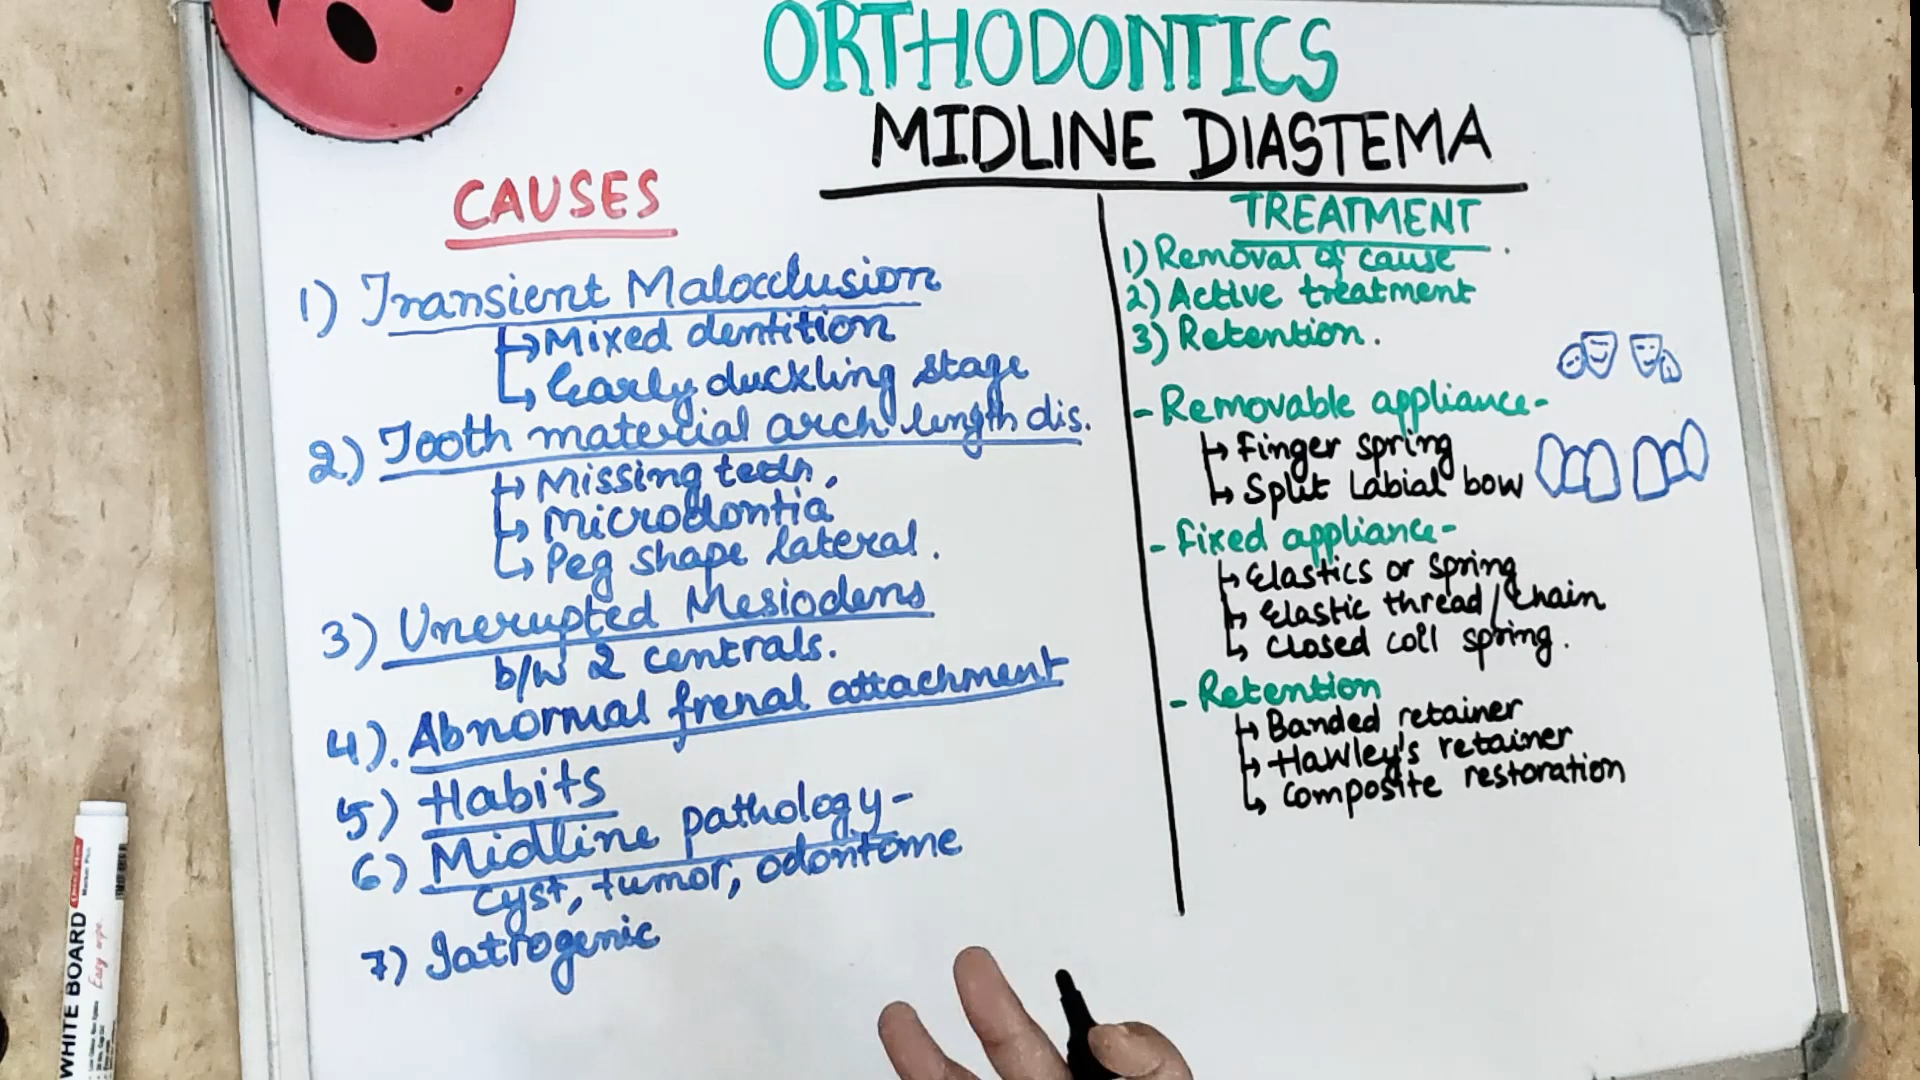 ORTHODONTICS
MIDLINE DIASTEMA
CAUSES
1) Transient Malocclusion
Mixed dentition
Early duckling stage
2) Tooth material arch length dis.
Missing teeth,
Microdontia
Peg shape lateral.
3) Unerupted Mesiodens
b/w 2 centrals.
4). Abnormal frenal attachment
5) Habits
6) Midline pathology-
cyst, tumor, odontome
7) Iatrogenic
TREATMENT
1) Removal of cause
2) Active treatment
3) Retention.
- Removable appliance-
Finger spring
Split Labial bow
- Fixed appliance-
Elastics or spring
Elastic thread/chain
Closed coil spring.
- Retention
Banded retainer
Hawley's retainer
Composite restoration
WHITE BOARD
Easy wipe